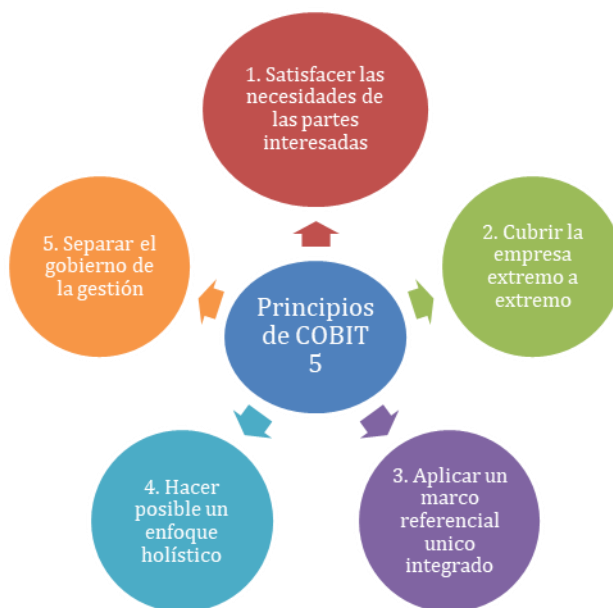 1. Satisfacer las
necesidades de
las partes
interesadas
2. Cubrir la
empresa
extremo a
extremo
3. Aplicar un
marco
referencial
unico
integrado
4. Hacer
posible un
enfoque
holístico
5. Separar el
gobierno de
la gestión
Principios
de COBIT
5